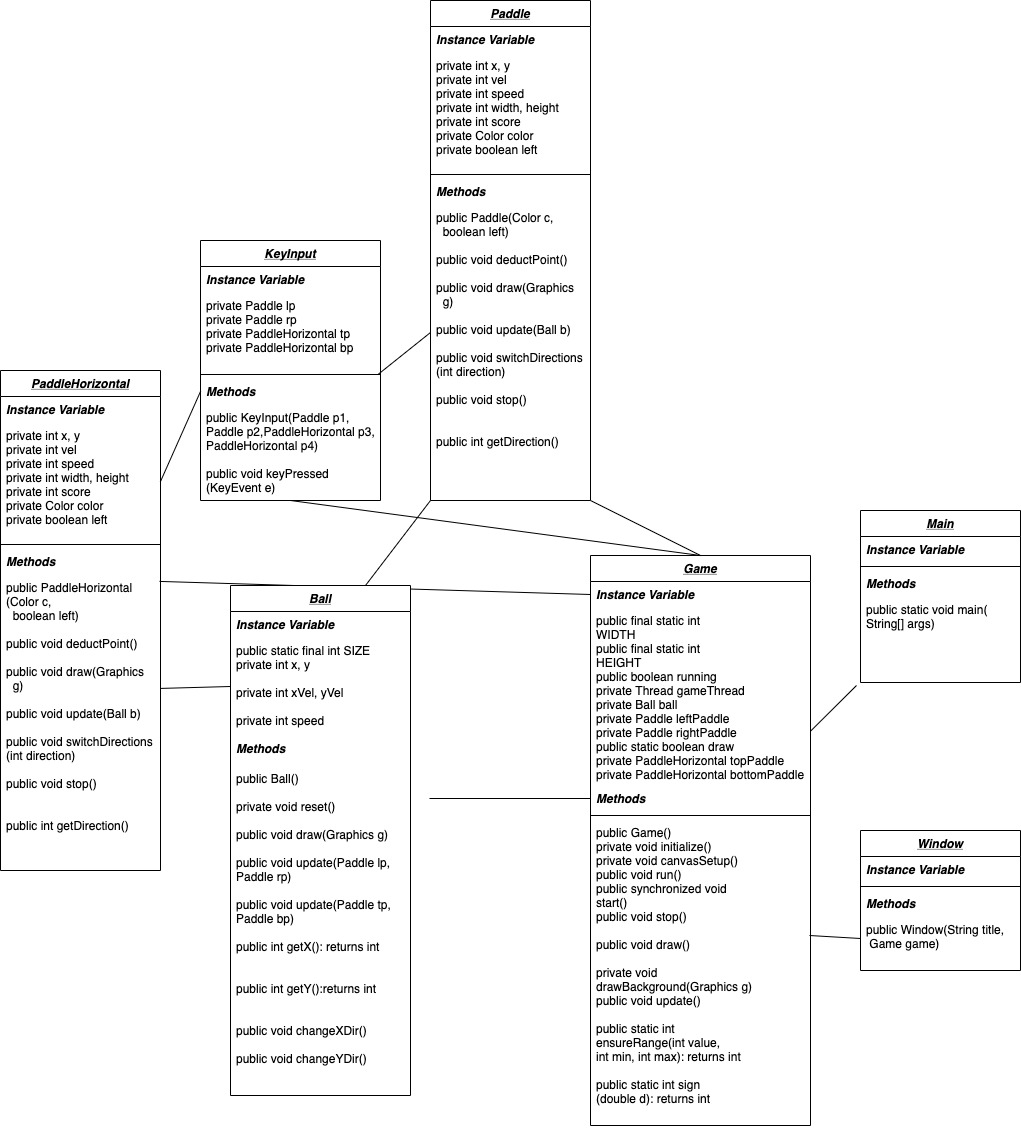 Paddle
Instance Variable
private int x, y
private int vel
private int speed
private int width, height
private int score
private Color color
private boolean left
Methods
public Paddle(Color c,
boolean left)
public void deductPoint()
public void draw(Graphics
g)
public void update(Ball b)
public void switchDirections
(int direction)
public void stop()
public int getDirection()
KeyInput
Instance Variable
private Paddle lp
private Paddle rp
private PaddleHorizontal tp
private PaddleHorizontal bp
Methods
public KeyInput(Paddle p1,
Paddle p2,PaddleHorizontal p3,
PaddleHorizontal p4)
public void keyPressed
(KeyEvent e)
PaddleHorizontal
Instance Variable
private int x, y
private int vel
private int speed
private int width, height
private int score
private Color color
private boolean left
Methods
public PaddleHorizontal
(Color c,
boolean left)
public void deductPoint()
public void draw(Graphics
g)
public void update(Ball b)
public void switchDirections
(int direction)
public void stop()
public int getDirection()
Ball
Instance Variable
public static final int SIZE
private int x, y
private int xVel, yVel
private int speed
Methods
public Ball()
private void reset()
public void draw(Graphics g)
public void update(Paddle lp,
Paddle rp)
public void update(Paddle tp,
Paddle bp)
public int getX(): returns int
public int getY():returns int
public void changeXDir()
public void changeYDir()
Game
Instance Variable
public final static int
WIDTH
public final static int
HEIGHT
public boolean running
private Thread gameThread
private Ball ball
private Paddle leftPaddle
private Paddle rightPaddle
public static boolean draw
private PaddleHorizontal topPaddle
private PaddleHorizontal bottomPaddle
Methods
public Game()
private void initialize()
private void canvasSetup()
public void run()
public synchronized void
start()
public void stop()
public void draw()
private void
drawBackground(Graphics g)
public void update()
public static int
ensureRange(int value,
int min, int max): returns int
public static int sign
(double d): returns int
Main
Instance Variable
Methods
public static void main(
String[] args)
Window
Instance Variable
Methods
public Window(String title,
Game game)